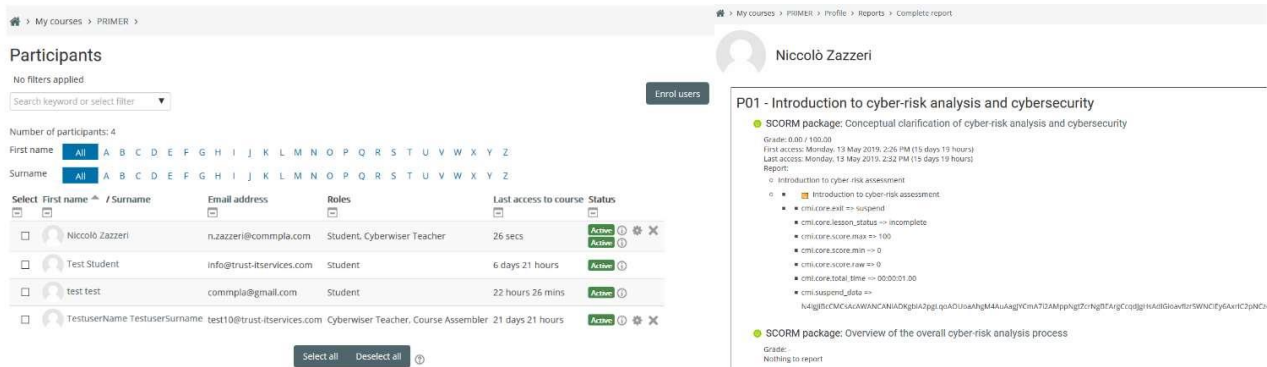 My courses > PRIMER >
Participants
No filters applied
Search keyword or select filter ▼
Enrol users
Number of participants: 4
First name All A B C D E F G H I J K L M N O P Q R S T U V W X Y Z
Surname All A B C D E F G H I J K L M N O P Q R S T U V W X Y Z
Select First name / Surname Email address Roles Last access to course Status
Niccolò Zazzeri n.zazzeri@commpla.com Student, Cyberwiser Teacher 26 secs Active
Active
Test Student info@trust-itservices.com Student 6 days 21 hours Active
test test commpla@gmail.com Student 22 hours 26 mins Active
TestuserName TestuserSurname test10@trust-itservices.com Cyberwiser Teacher, Course Assembler 21 days 21 hours Active
Select all Deselect all
My courses > PRIMER > Profile > Reports > Complete report
Niccolò Zazzeri
P01 - Introduction to cyber-risk analysis and cybersecurity
SCORM package: Conceptual clarification of cyber-risk analysis and cybersecurity
Grade: 0.00 / 100.00
First access: Monday, 13 May 2019, 2:26 PM (15 days 19 hours)
Last access: Monday, 13 May 2019, 2:32 PM (15 days 19 hours)
Report:
Introduction to cyber-risk assessment
Introduction to cyber-risk assessment
cmi.core.exit => suspend
cmi.core.lesson_status => incomplete
cmi.core.score.max => 100
cmi.core.score.min => 0
cmi.core.score.raw => 0
cmi.core.total_time => 00:00:01.00
cmi.suspend_data =>
SCORM package: Overview of the overall cyber-risk analysis process
Grade: -
Nothing to report